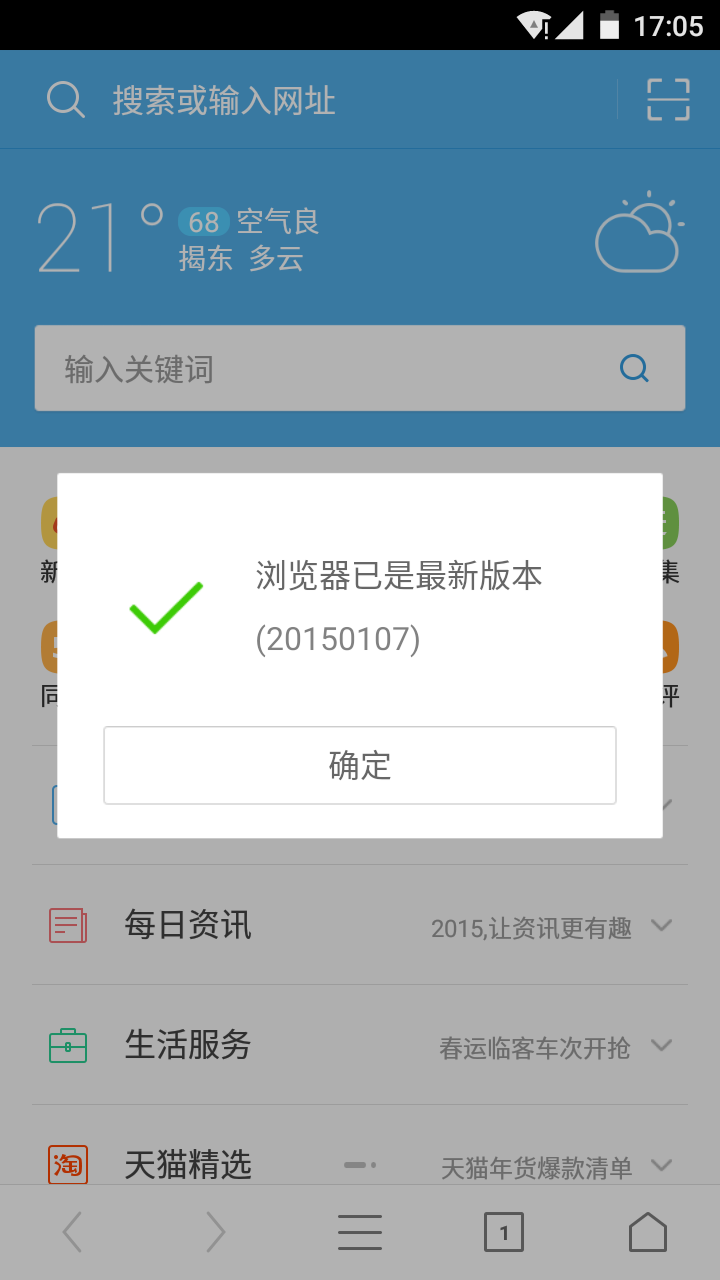 17:05
搜索或输入网址
21°
68 空气良
揭东 多云
输入关键词
新
集
浏览器已是最新版本
(20150107)
同
评
确定
每日资讯
2015,让资讯更有趣
生活服务
春运临客车次开抢
淘
天猫精选
天猫年货爆款清单
1